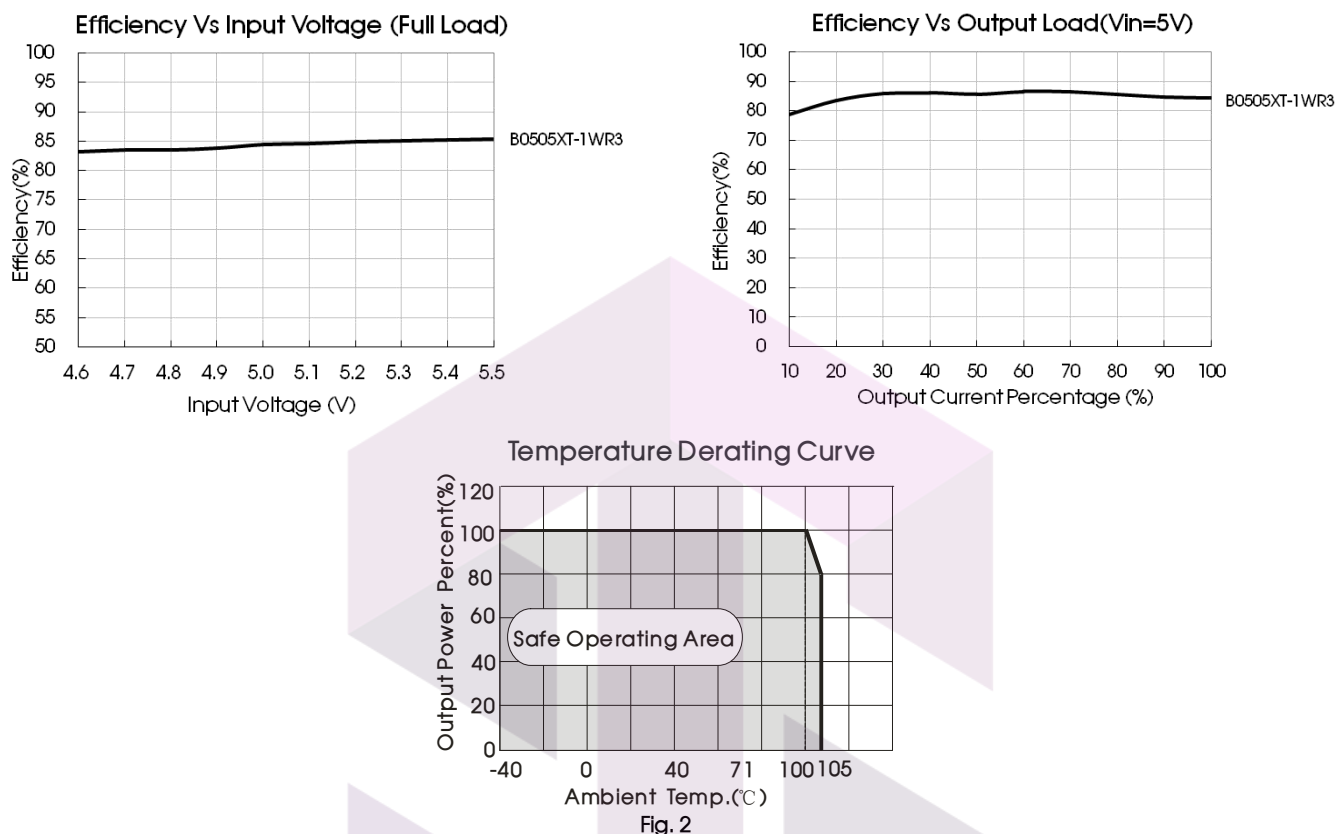 Efficiency Vs Input Voltage (Full Load)
100
95
90
85
80
75
70
65
60
55
50
Efficiency(%)
B0505XT-1WR3
4.6 4.7 4.8 4.9 5.0 5.1 5.2 5.3 5.4 5.5
Input Voltage (V)
Efficiency Vs Output Load(Vin=5V)
100
90
80
70
60
50
40
30
20
10
0
Efficiency(%)
B0505XT-1WR3
10 20 30 40 50 60 70 80 90 100
Output Current Percentage (%)
Temperature Derating Curve
Output Power Percent(%)
120
100
80
60
40
20
0
Safe Operating Area
-40 0 40 71 100 105
Ambient Temp.(℃)
Fig. 2